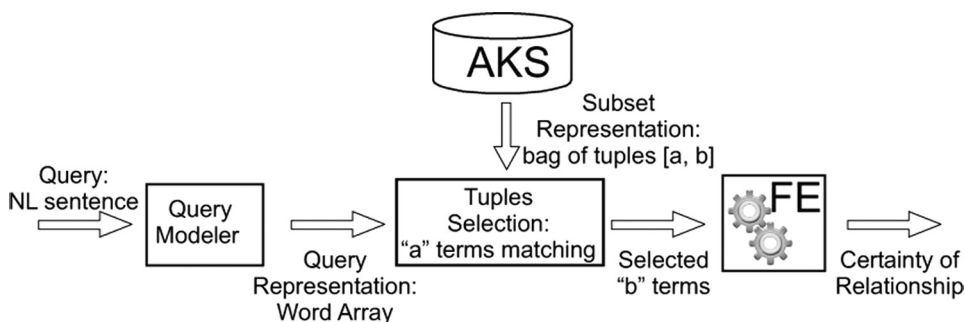 AKS
Subset
Representation:
bag of tuples [a, b]
Query:
NL sentence
Query
Modeler
Query
Representation:
Word Array
Tuples
Selection:
“a” terms matching
Selected
“b” terms
FE
Certainty of
Relationship